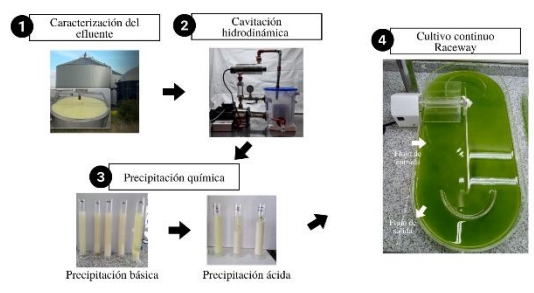 1
Caracterización del
efluente
2
Cavitación
hidrodinámica
3
Precipitación química
Precipitación básica
Precipitación ácida
4
Cultivo continuo
Raceway
Flujo de
entrada
Flujo de
salida